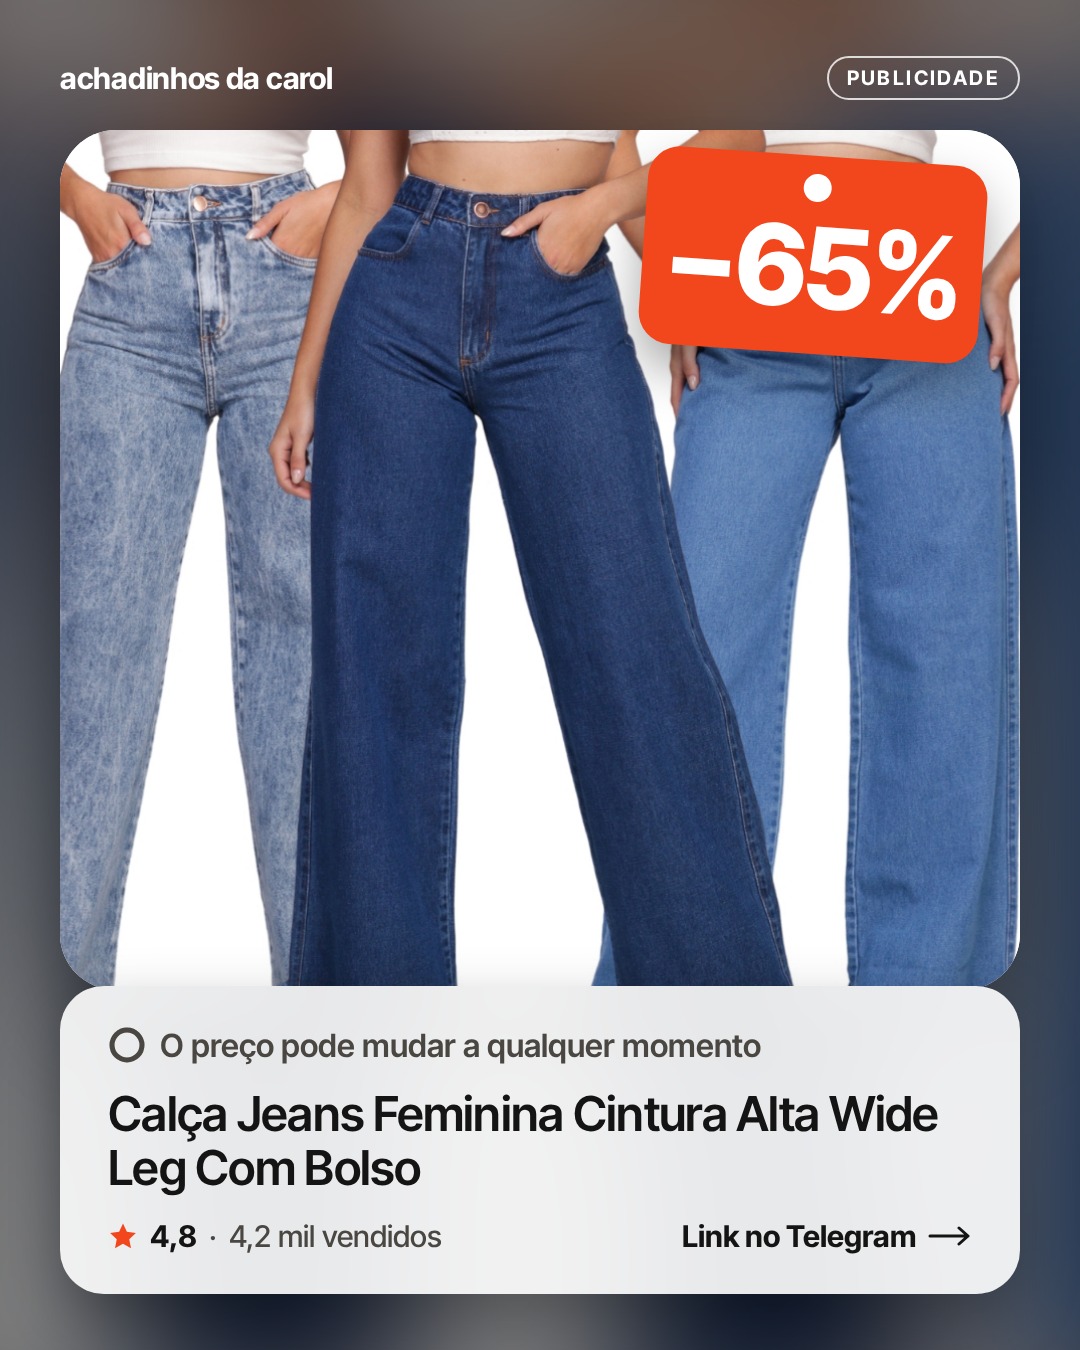 achadinhos da carol
PUBLICIDADE
–65%
O preço pode mudar a qualquer momento
Calça Jeans Feminina Cintura Alta Wide
Leg Com Bolso
4,8 · 4,2 mil vendidos
Link no Telegram →